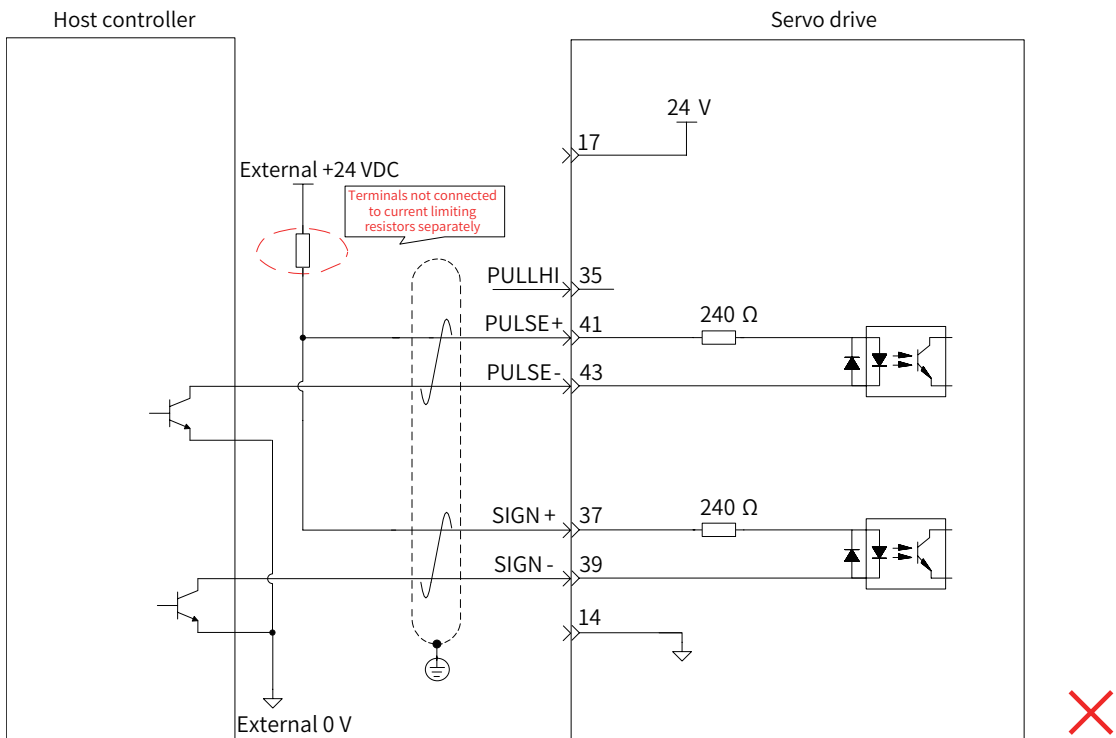 Host controller
Servo drive
24 V
17
External +24 VDC
Terminals not connected
to current limiting
resistors separately
PULLHI
35
PULSE+
41
240 Ω
PULSE-
43
SIGN +
37
240 Ω
SIGN -
39
14
External 0 V